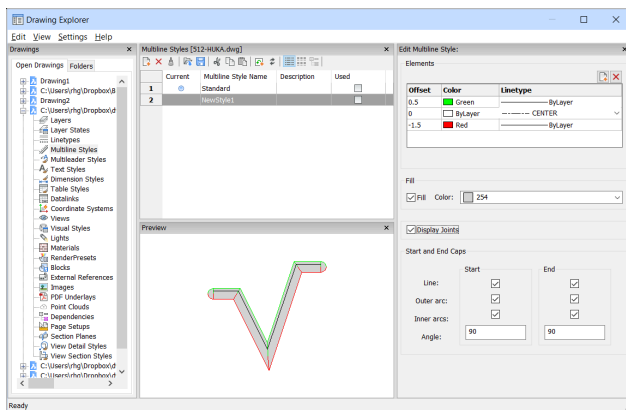 Drawing Explorer
Edit View Settings Help
Drawings
Open Drawings Folders
Drawing1
C:\Users\rhg\Dropbox\8
Drawing2
C:\Users\rhg\Dropbox\d
Layers
Layer States
Linetypes
Multiline Styles
Multileader Styles
Text Styles
Dimension Styles
Table Styles
Datalinks
Coordinate Systems
Views
Visual Styles
Lights
Materials
RenderPresets
Blocks
External References
Images
PDF Underlays
Point Clouds
Dependencies
Page Setups
Section Planes
View Detail Styles
View Section Styles
C:\Users\rhg\Dropbox\d
C:\Users\rhg\Dropbox\d
Multiline Styles [512-HUKA.dwg]
Current Multiline Style Name Description Used
1 Standard
2 NewStyle1
Preview
Edit Multiline Style:
Elements
Offset Color Linetype
0.5 Green ByLayer
0 ByLayer CENTER
-1.5 Red ByLayer
Fill
Fill Color: 254
Display Joints
Start and End Caps
Start End
Line:
Outer arc:
Inner arcs:
Angle: 90 90
Ready